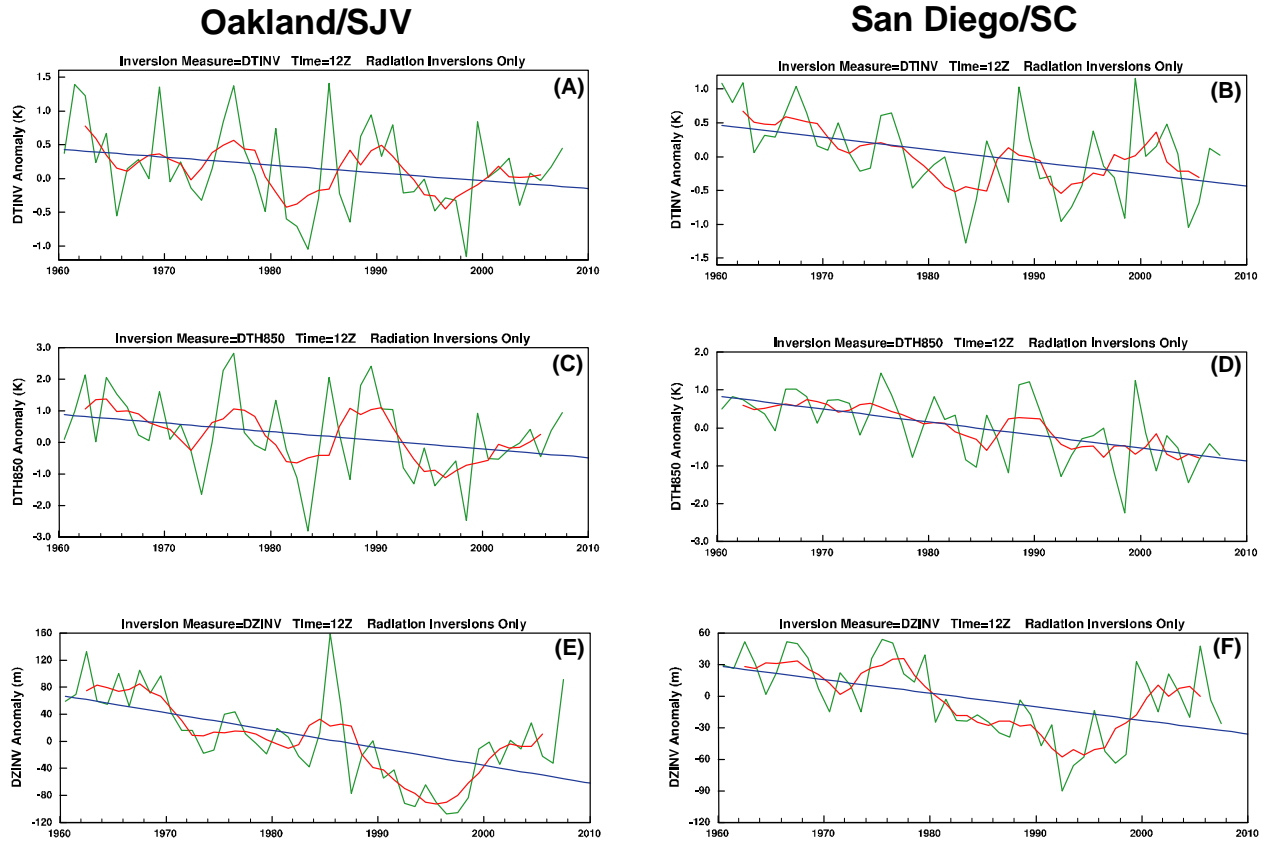 Oakland/SJV
San Diego/SC
Inversion Measure=DTINV Time=12Z Radiation Inversions Only
(A)
DTINV Anomaly (K)
1.5
1.0
0.5
0.0
-0.5
-1.0
1960 1970 1980 1990 2000 2010
Inversion Measure=DTINV Time=12Z Radiation Inversions Only
(B)
DTINV Anomaly (K)
1.0
0.5
0.0
-0.5
-1.0
-1.5
1960 1970 1980 1990 2000 2010
Inversion Measure=DTH850 Time=12Z Radiation Inversions Only
(C)
DTH850 Anomaly (K)
3.0
2.0
1.0
0.0
-1.0
-2.0
-3.0
1960 1970 1980 1990 2000 2010
Inversion Measure=DTH850 Time=12Z Radiation Inversions Only
(D)
DTH850 Anomaly (K)
2.0
1.0
0.0
-1.0
-2.0
-3.0
1960 1970 1980 1990 2000 2010
Inversion Measure=DZINV Time=12Z Radiation Inversions Only
(E)
DZINV Anomaly (m)
160
120
80
40
0
-40
-80
-120
1960 1970 1980 1990 2000 2010
Inversion Measure=DZINV Time=12Z Radiation Inversions Only
(F)
DZINV Anomaly (m)
60
30
0
-30
-60
-90
-120
1960 1970 1980 1990 2000 2010